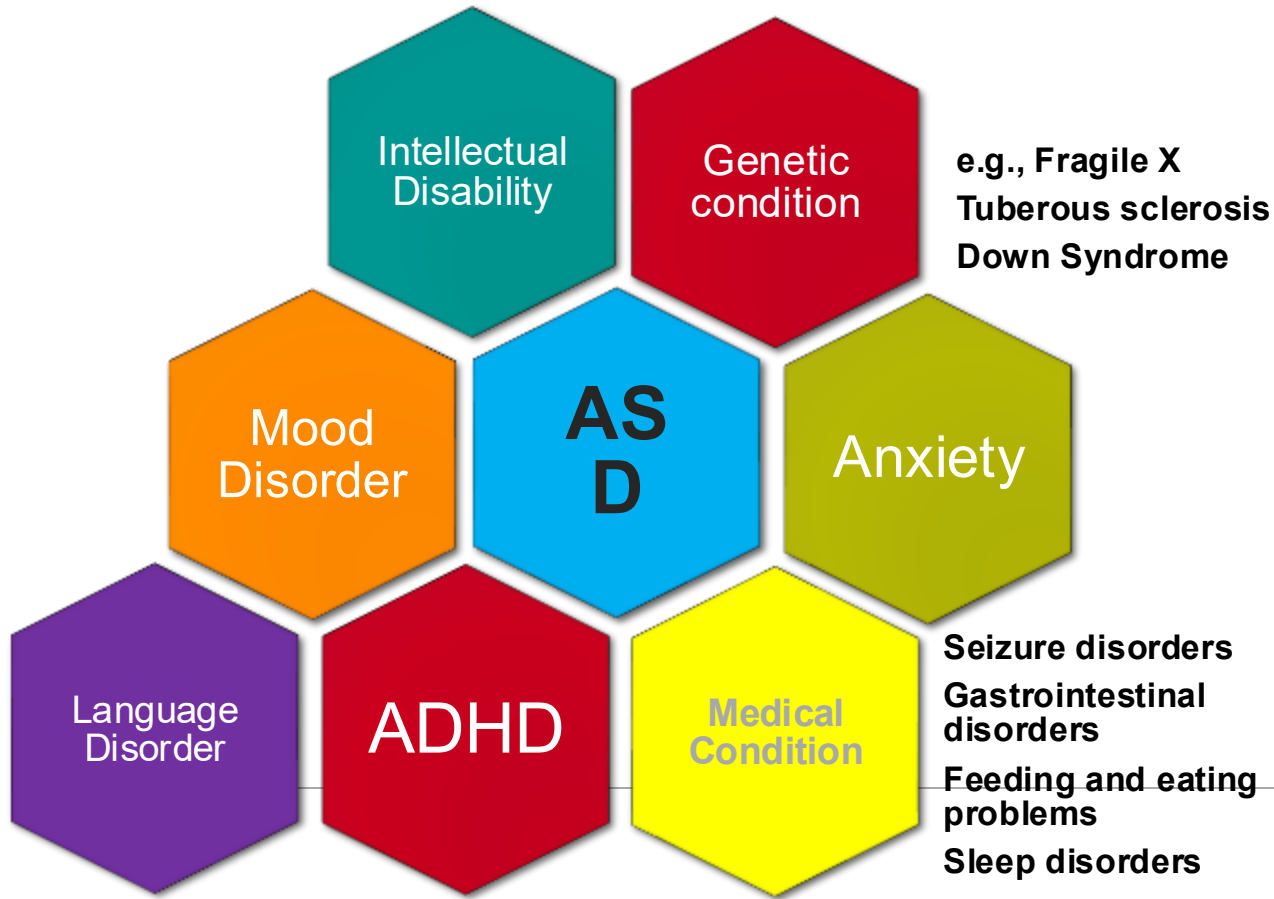 Intellectual
Disability
Genetic
condition
e.g., Fragile X
Tuberous sclerosis
Down Syndrome
Mood
Disorder
AS
D
Anxiety
Language
Disorder
ADHD
Medical
Condition
Seizure disorders
Gastrointestinal
disorders
Feeding and eating
problems
Sleep disorders